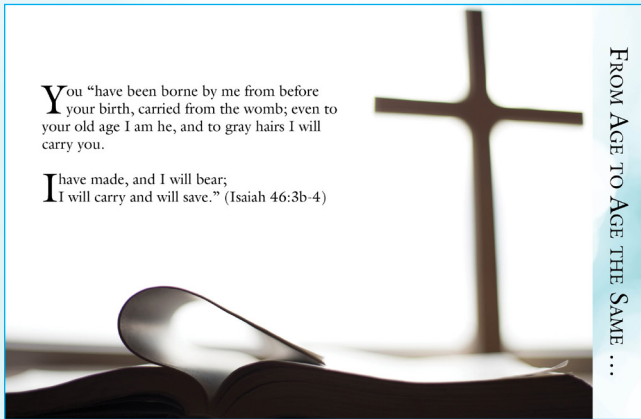 You “have been borne by me from before
your birth, carried from the womb; even to
your old age I am he, and to gray hairs I will
carry you.
I have made, and I will bear;
I will carry and will save.” (Isaiah 46:3b-4)
From Age to Age the Same ...